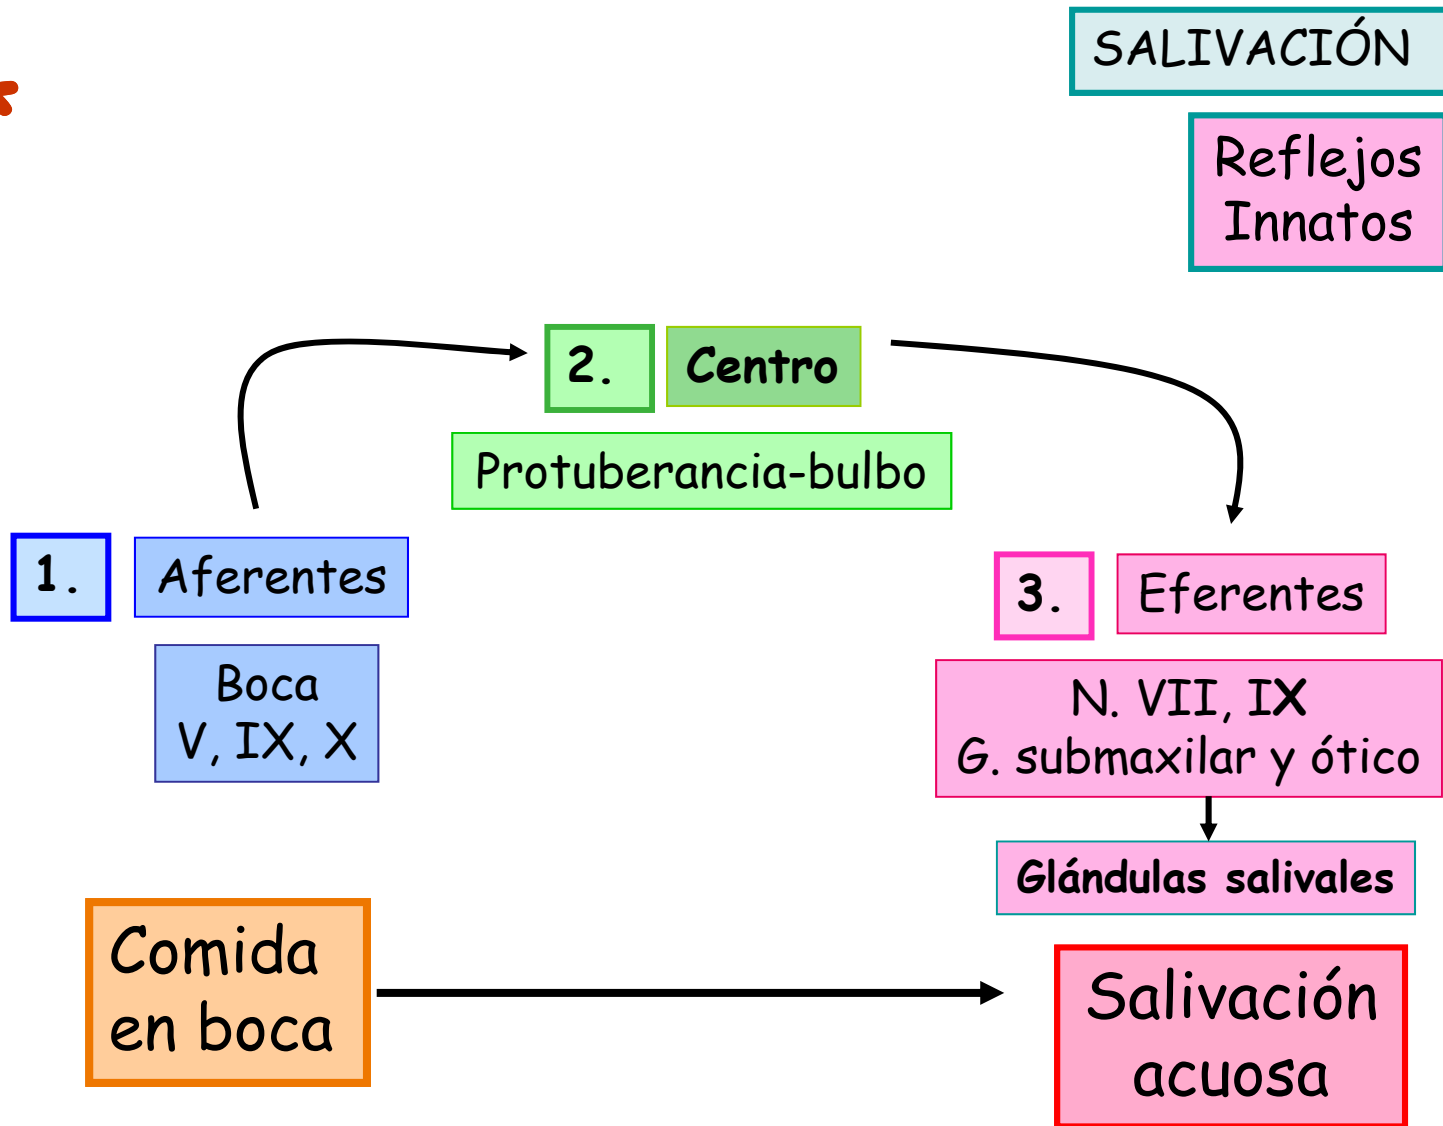 SALIVACIÓN
Reflejos
Innatos
2. Centro
Protuberancia-bulbo
1. Aferentes
Boca
V, IX, X
3. Eferentes
N. VII, IX
G. submaxilar y ótico
Glándulas salivales
Comida
en boca
Salivación
acuosa